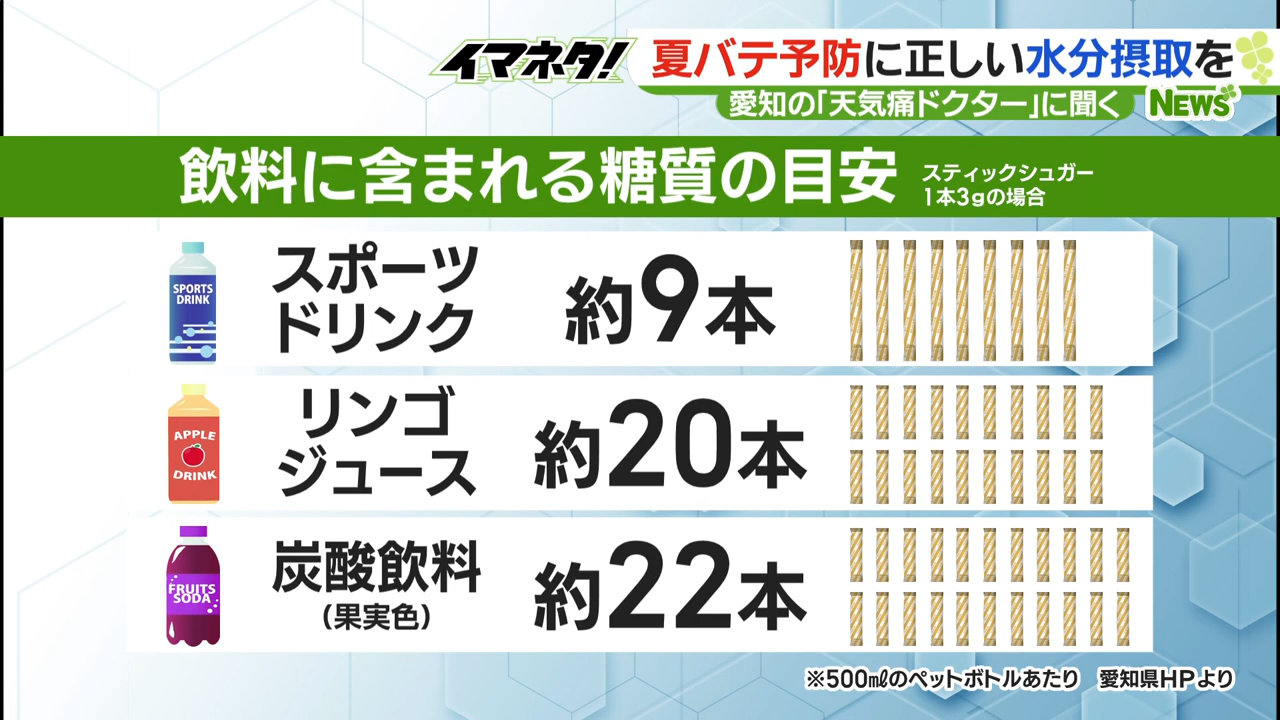 イマネタ!
夏バテ予防に正しい水分摂取を
愛知の「天気痛ドクター」に聞く
NEWS
飲料に含まれる糖質の目安
スティックシュガー
1本3gの場合
SPORTS
DRINK
スポーツ
ドリンク
約9本
APPLE
DRINK
リンゴ
ジュース
約20本
FRUITS
SODA
炭酸飲料
(果実色)
約22本
※500㎖のペットボトルあたり 愛知県HPより